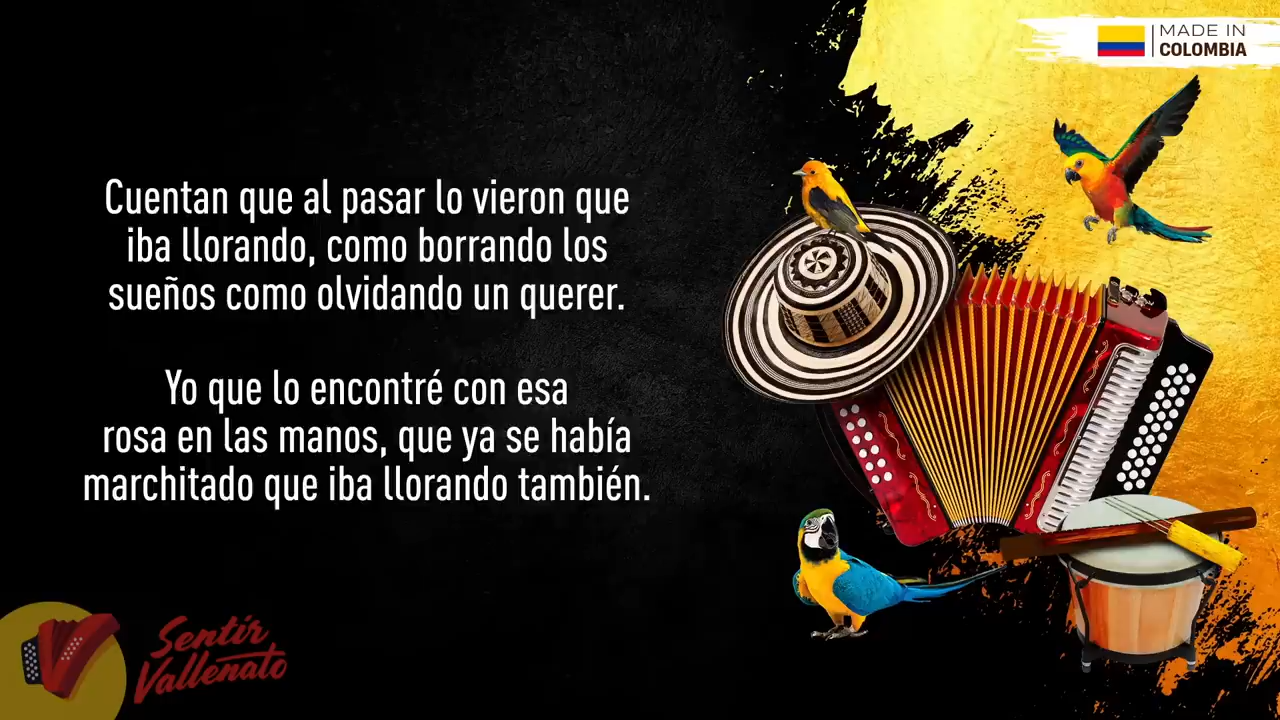 MADE IN
COLOMBIA
Cuentan que al pasar lo vieron que
iba llorando, como borrando los
sueños como olvidando un querer.
Yo que lo encontré con esa
rosa en las manos, que ya se había
marchitado que iba llorando también.
Sentir
Vallenato